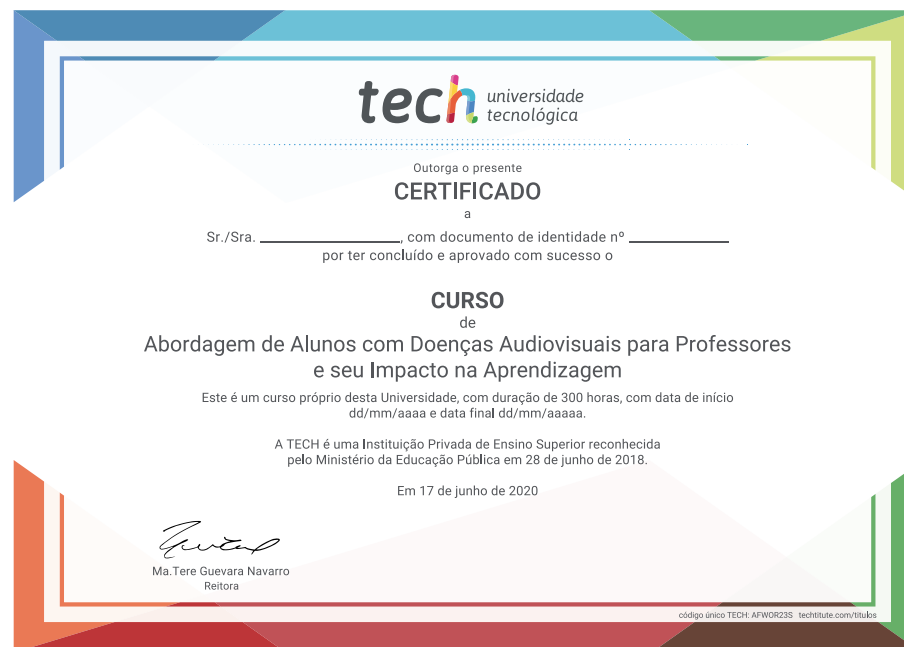 tech universidade
tecnológica
Outorga o presente
CERTIFICADO
a
Sr./Sra. ____________________, com documento de identidade nº ______________
por ter concluído e aprovado com sucesso o
CURSO
de
Abordagem de Alunos com Doenças Audiovisuais para Professores
e seu Impacto na Aprendizagem
Este é um curso próprio desta Universidade, com duração de 300 horas, com data de início
dd/mm/aaaa e data final dd/mm/aaaaa.
A TECH é uma Instituição Privada de Ensino Superior reconhecida
pelo Ministério da Educação Pública em 28 de junho de 2018.
Em 17 de junho de 2020
Ma.Tere Guevara Navarro
Reitora
código único TECH: AFWOR23S techtitute.com/titulos